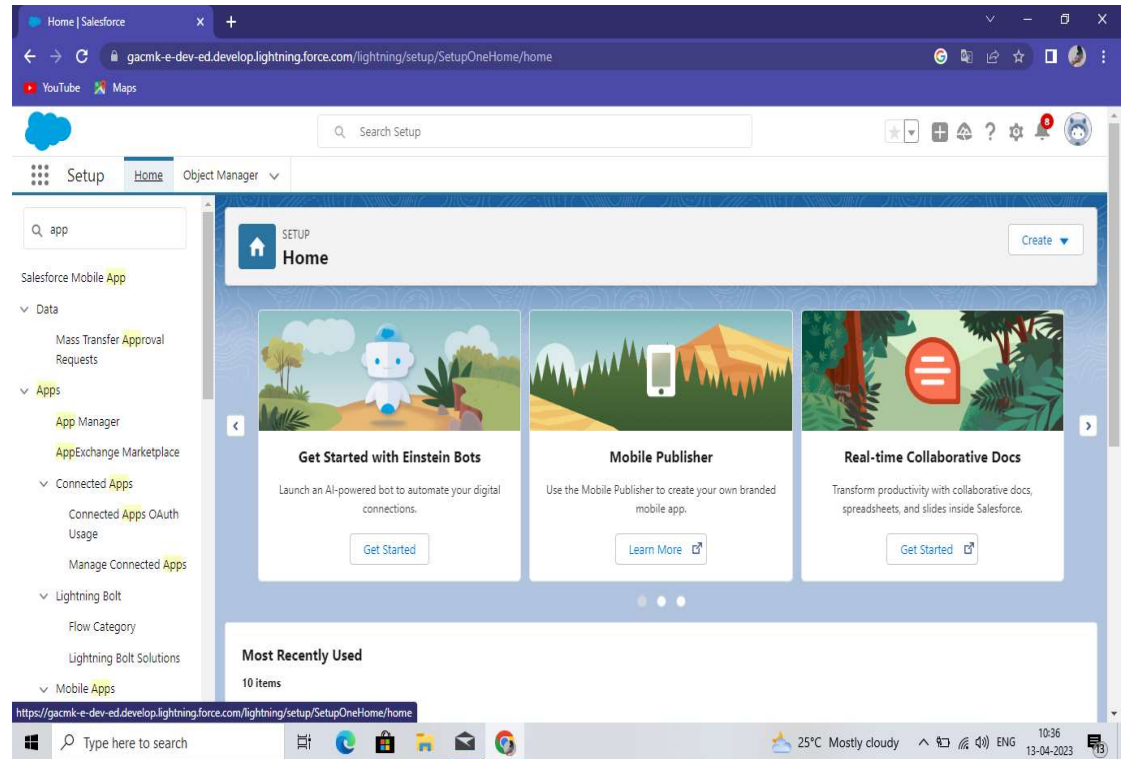 Home | Salesforce
gacmk-e-dev-ed.develop.lightning.force.com/lightning/setup/SetupOneHome/home
YouTube Maps
Search Setup
8
Setup Home Object Manager
app
SETUP
Home
Create
Salesforce Mobile App
Data
Mass Transfer Approval
Requests
Apps
App Manager
AppExchange Marketplace
Connected Apps
Connected Apps OAuth
Usage
Manage Connected Apps
Lightning Bolt
Flow Category
Lightning Bolt Solutions
Mobile Apps
Get Started with Einstein Bots
Launch an AI-powered bot to automate your digital
connections.
Get Started
Mobile Publisher
Use the Mobile Publisher to create your own branded
mobile app.
Learn More
Real-time Collaborative Docs
Transform productivity with collaborative docs,
spreadsheets, and slides inside Salesforce.
Get Started
Most Recently Used
10 items
https://gacmk-e-dev-ed.develop.lightning.force.com/lightning/setup/SetupOneHome/home
Type here to search
25°C Mostly cloudy
ENG
10:36
13-04-2023
13